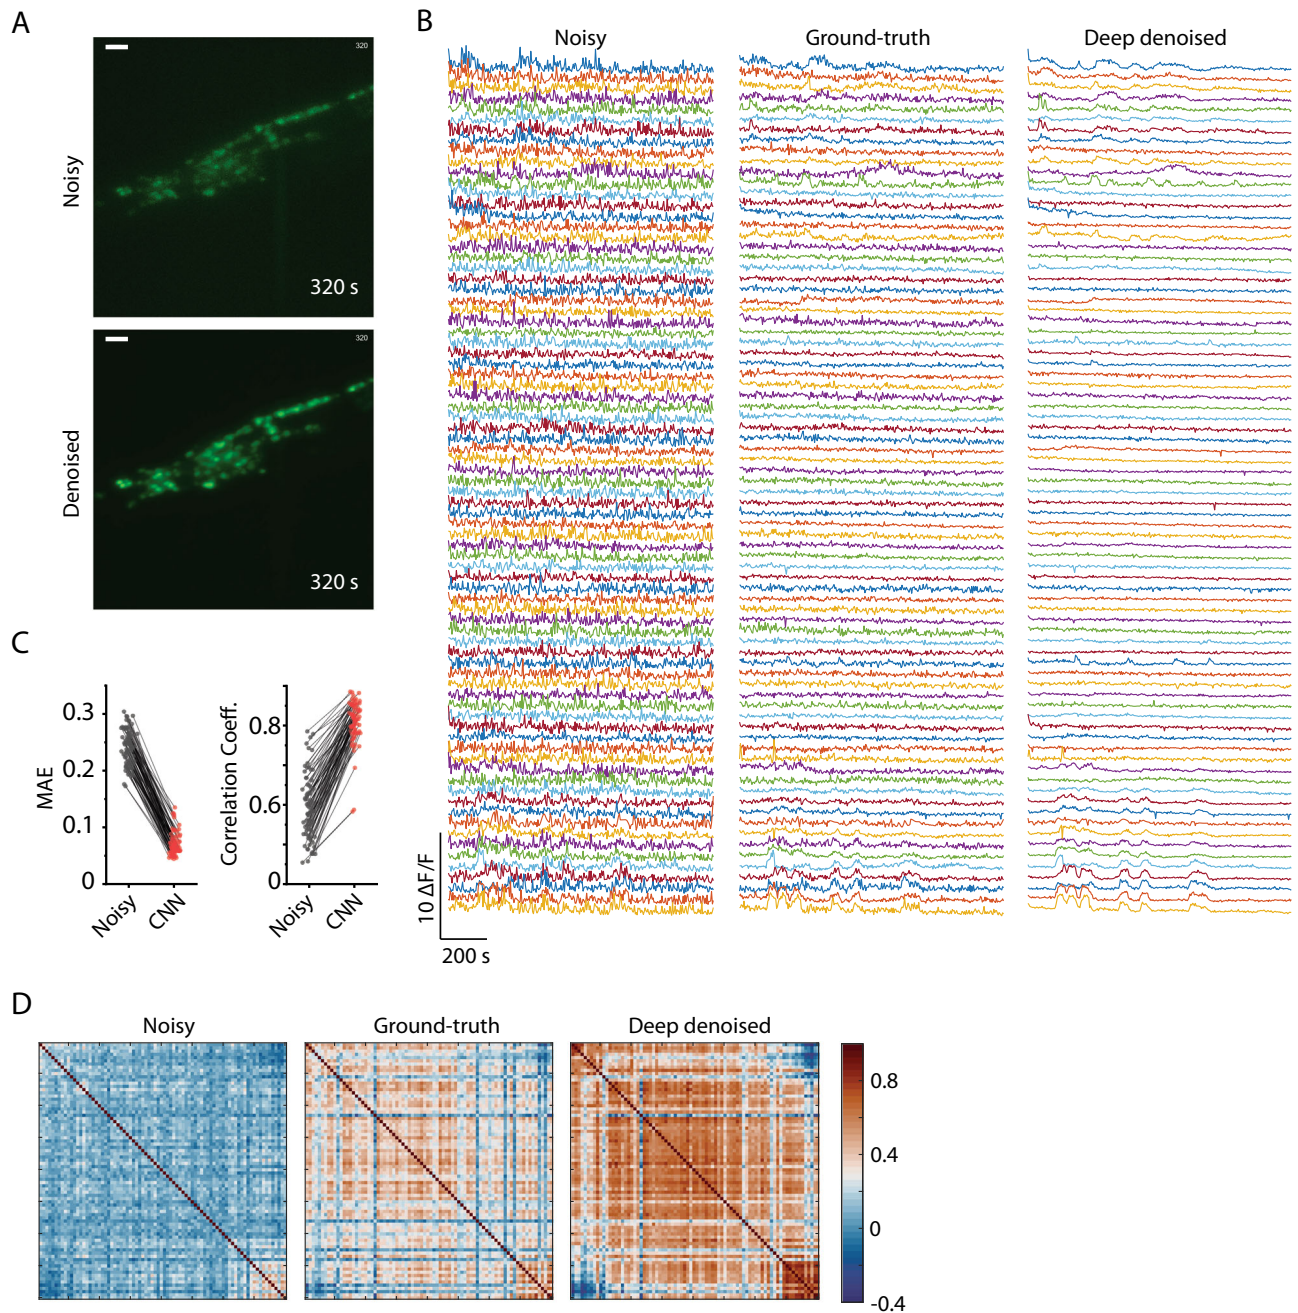 A
Noisy
320
320 s
Denoised
320
320 s
B
Noisy
Ground-truth
Deep denoised
10 ΔF/F
200 s
C
MAE
0.3
0.2
0.1
0
Noisy
CNN
Correlation Coeff.
0.8
0.6
0
Noisy
CNN
D
Noisy
Ground-truth
Deep denoised
0.8
0.4
0
-0.4